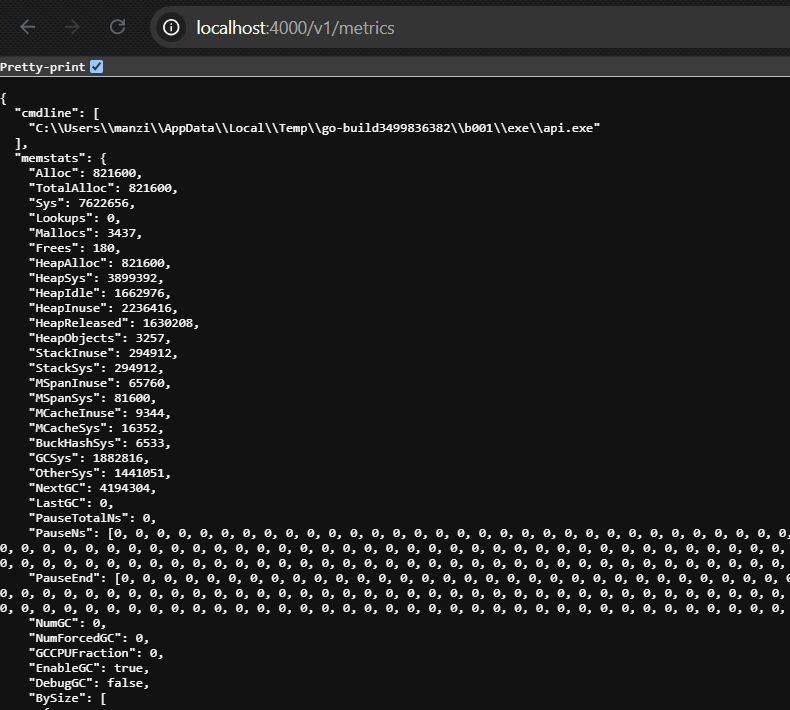 localhost:4000/v1/metrics
Pretty-print
{
"cmdline": [
"C:\\Users\\manzi\\AppData\\Local\\Temp\\go-build3499836382\\b001\\exe\\api.exe"
],
"memstats": {
"Alloc": 821600,
"TotalAlloc": 821600,
"Sys": 7622656,
"Lookups": 0,
"Mallocs": 3437,
"Frees": 180,
"HeapAlloc": 821600,
"HeapSys": 3899392,
"HeapIdle": 1662976,
"HeapInuse": 2236416,
"HeapReleased": 1630208,
"HeapObjects": 3257,
"StackInuse": 294912,
"StackSys": 294912,
"MSpanInuse": 65760,
"MSpanSys": 81600,
"MCacheInuse": 9344,
"MCacheSys": 16352,
"BuckHashSys": 6533,
"GCSys": 1882816,
"OtherSys": 1441051,
"NextGC": 4194304,
"LastGC": 0,
"PauseTotalNs": 0,
"PauseNs": [0, 0, 0, 0, 0, 0, 0, 0, 0, 0, 0, 0, 0, 0, 0, 0, 0, 0, 0, 0, 0, 0, 0, 0, 0, 0, 0, 0, 0, 0, 0, 0,
0, 0, 0, 0, 0, 0, 0, 0, 0, 0, 0, 0, 0, 0, 0, 0, 0, 0, 0, 0, 0, 0, 0, 0, 0, 0, 0, 0, 0, 0, 0, 0, 0, 0, 0,
0, 0, 0, 0, 0, 0, 0, 0, 0, 0, 0, 0, 0, 0, 0, 0, 0, 0, 0, 0, 0, 0, 0, 0, 0, 0, 0, 0, 0, 0, 0, 0, 0, 0, 0,
"PauseEnd": [0, 0, 0, 0, 0, 0, 0, 0, 0, 0, 0, 0, 0, 0, 0, 0, 0, 0, 0, 0, 0, 0, 0, 0, 0, 0, 0, 0, 0, 0, 0, 0
0, 0, 0, 0, 0, 0, 0, 0, 0, 0, 0, 0, 0, 0, 0, 0, 0, 0, 0, 0, 0, 0, 0, 0, 0, 0, 0, 0, 0, 0, 0, 0, 0, 0, 0,
0, 0, 0, 0, 0, 0, 0, 0, 0, 0, 0, 0, 0, 0, 0, 0, 0, 0, 0, 0, 0, 0, 0, 0, 0, 0, 0, 0, 0, 0, 0, 0, 0, 0, 0,
"NumGC": 0,
"NumForcedGC": 0,
"GCCPUFraction": 0,
"EnableGC": true,
"DebugGC": false,
"BySize": [